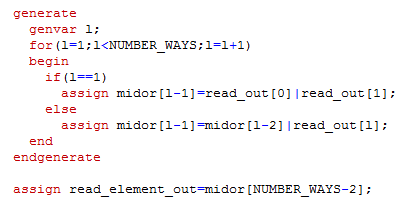 generate
genvar l;
for(l=1;l<NUMBER_WAYS;l=l+1)
begin
if(l==1)
assign midor[l-1]=read_out[0]|read_out[1];
else
assign midor[l-1]=midor[l-2]|read_out[l];
end
endgenerate
assign read_element_out=midor[NUMBER_WAYS-2];